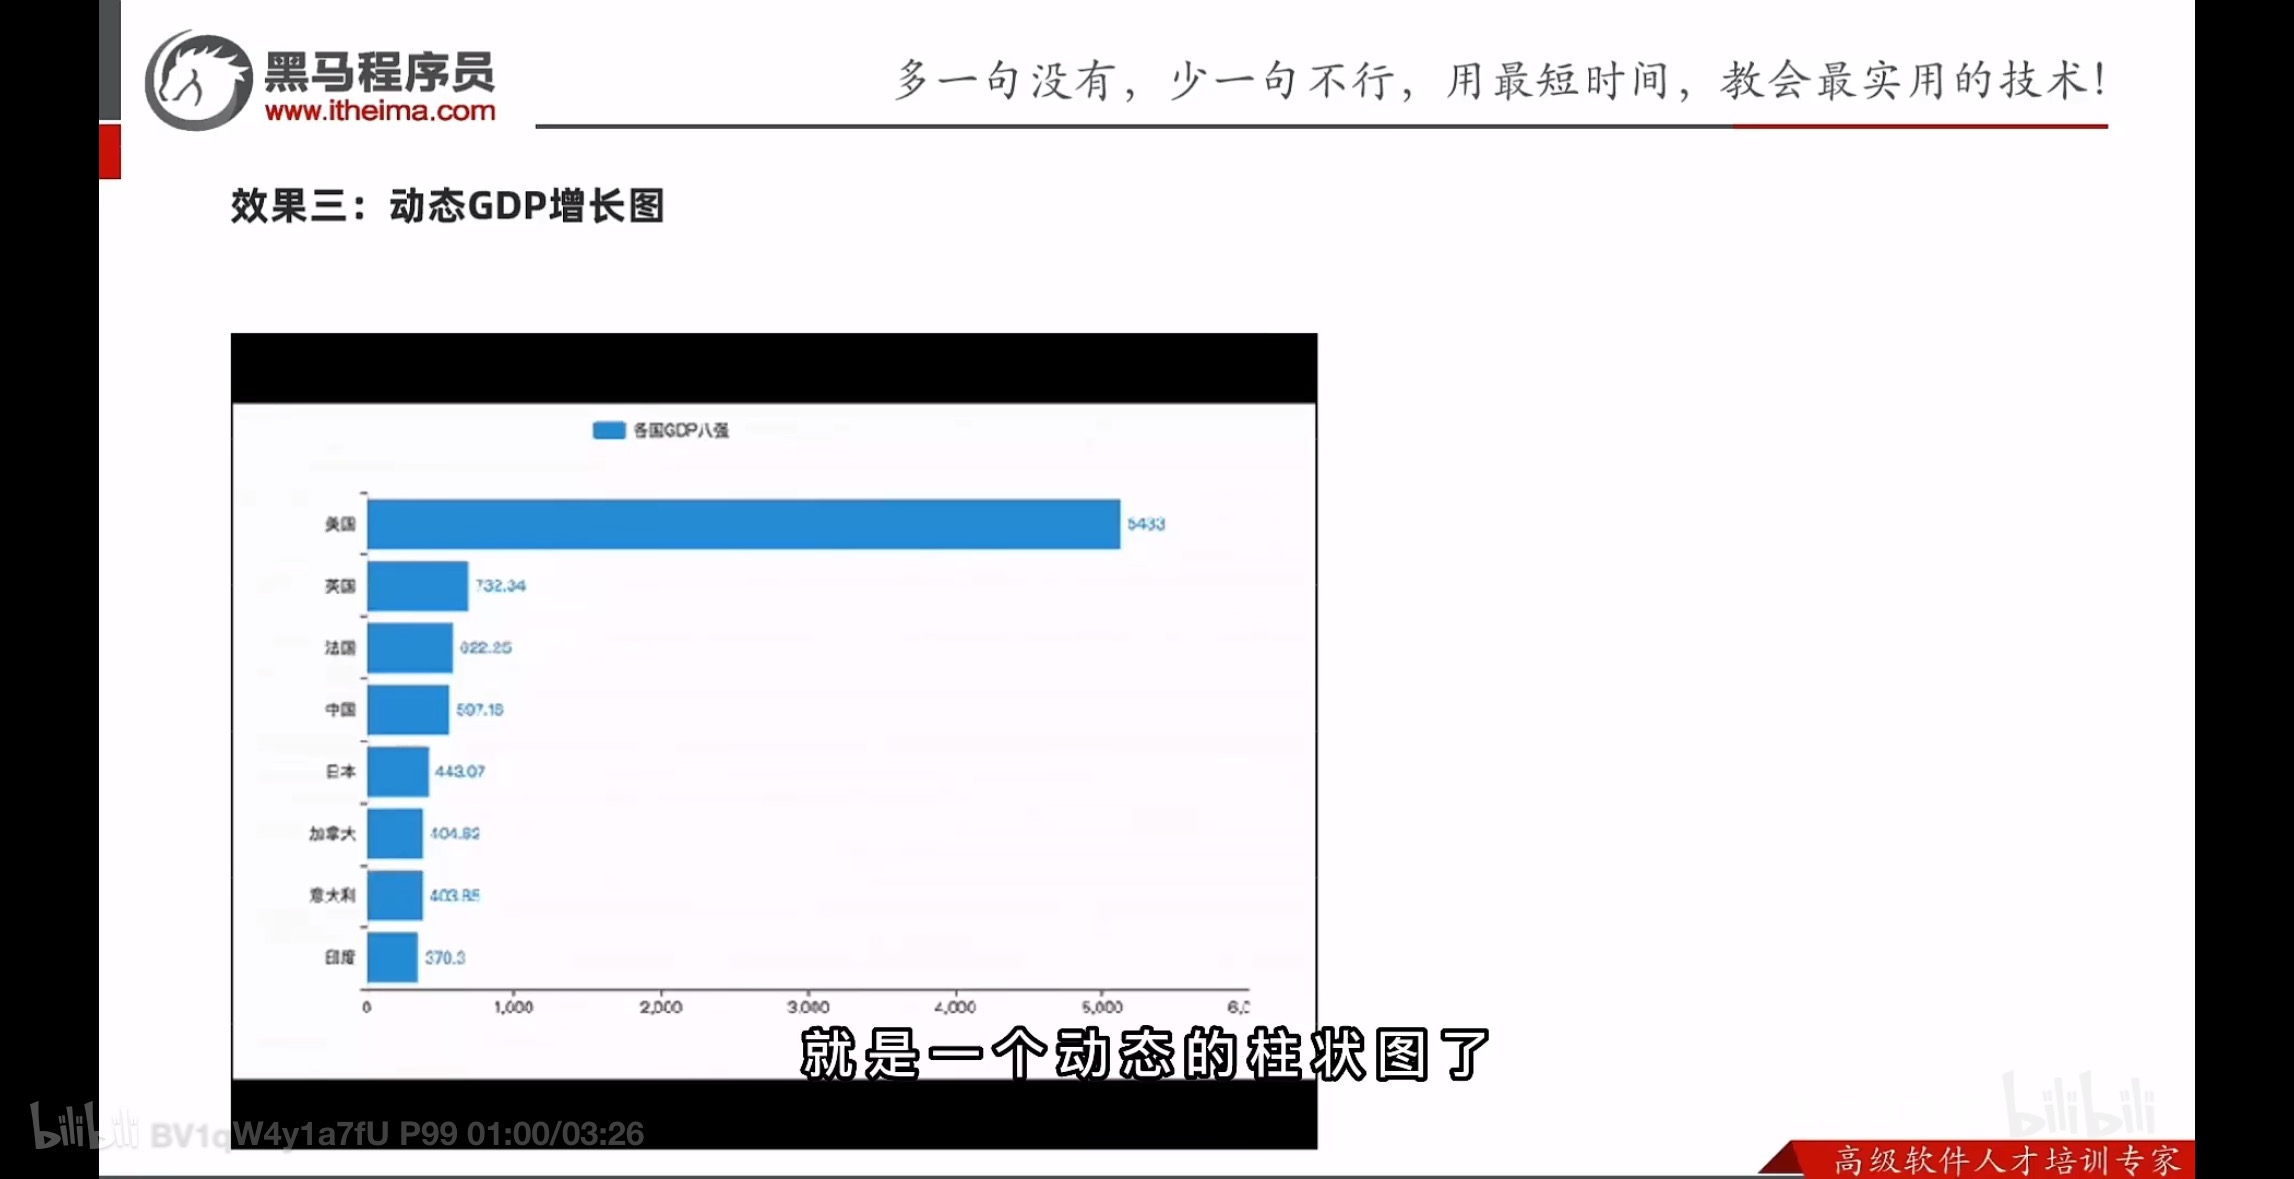 黑马程序员
www.itheima.com
多一句没有，少一句不行，用最短时间，教会最实用的技术！
效果三：动态GDP增长图
各国GDP八强
美国 5433
英国 732.34
法国 622.25
中国 597.18
日本 443.07
加拿大 404.82
意大利 403.85
印度 370.3
0 1,000 2,000 3,000 4,000 5,000
就是一个动态的柱状图了
bilibili BV1qW4y1a7fU P99 01:00/03:26
bilibili
高级软件人才培训专家